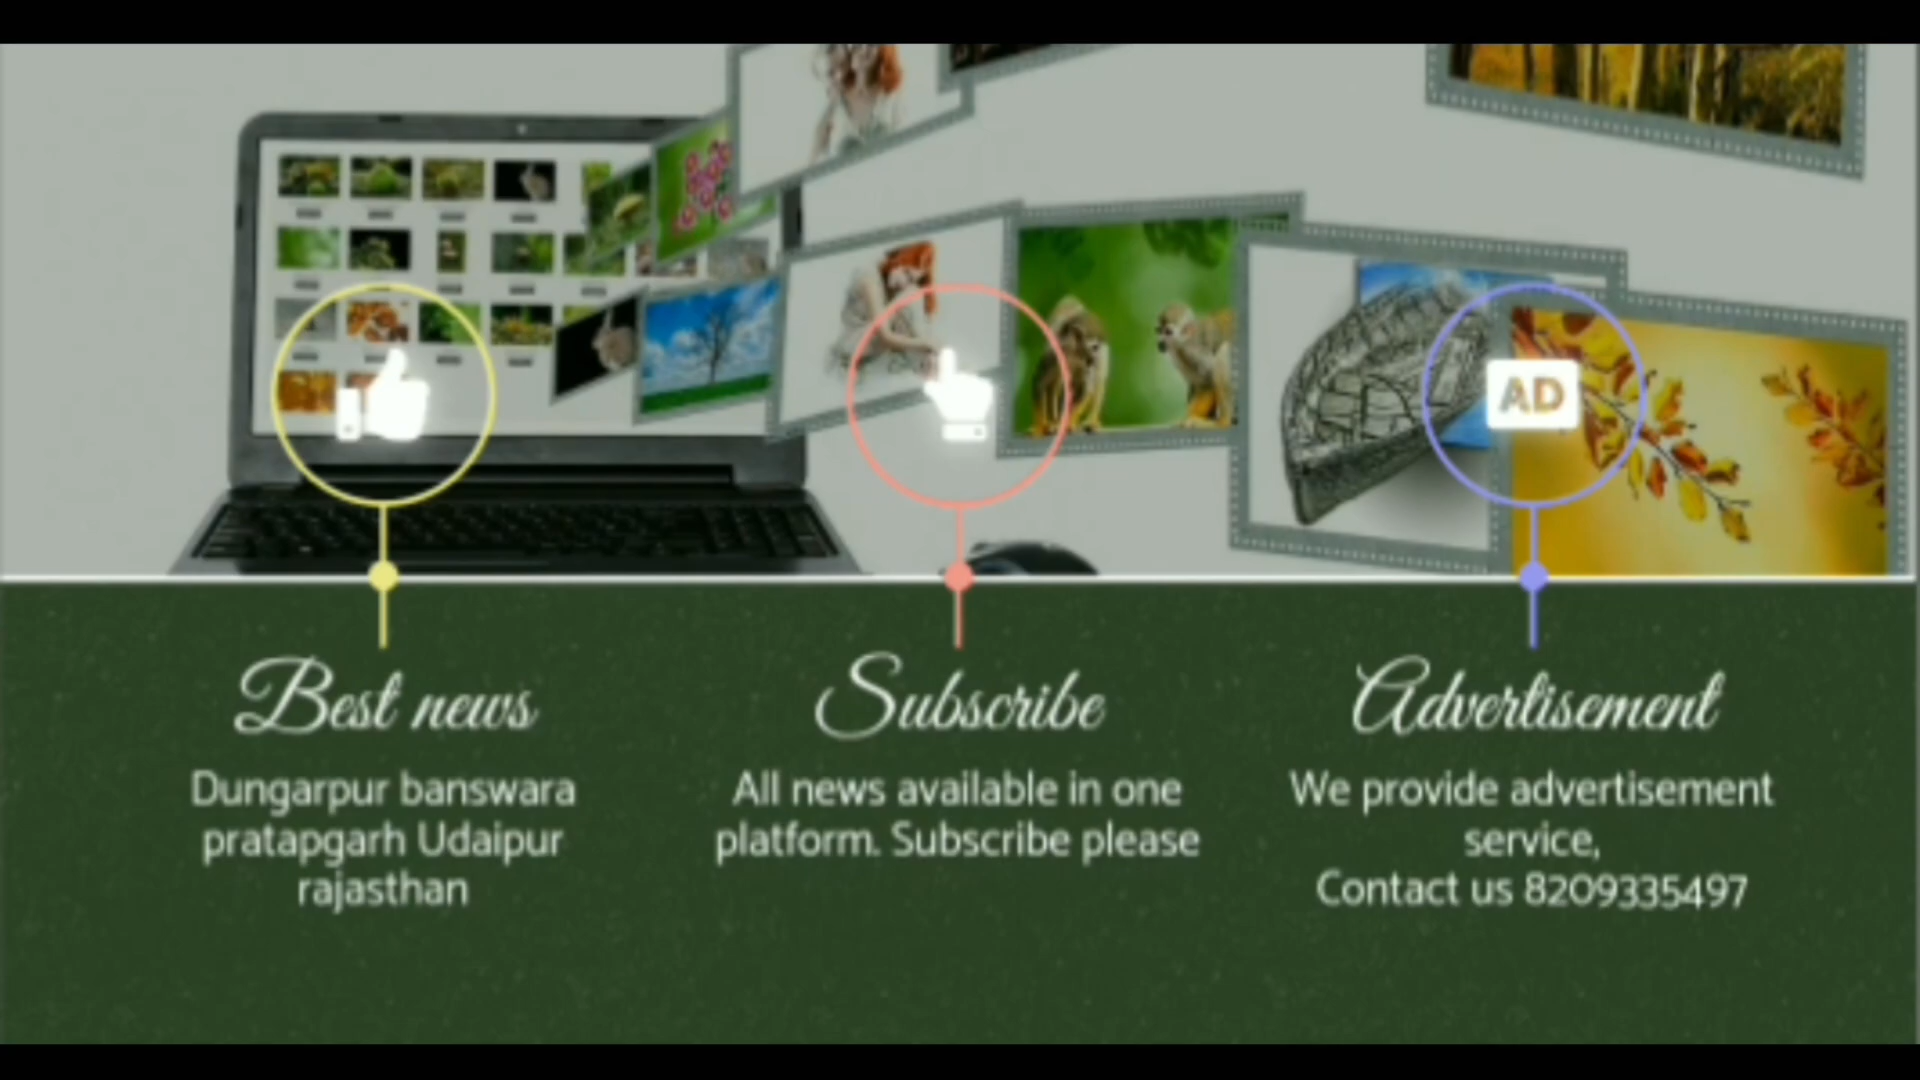 AD
Best news
Dungarpur banswara
pratapgarh Udaipur
rajasthan
Subscribe
All news available in one
platform. Subscribe please
Advertisement
We provide advertisement
service,
Contact us 8209335497